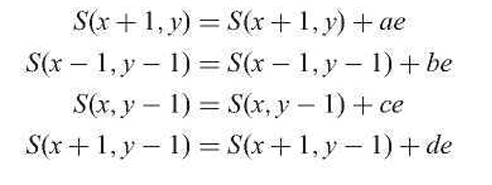 S(x + 1, y) = S(x + 1, y) + ae
S(x − 1, y − 1) = S(x − 1, y − 1) + be
S(x, y − 1) = S(x, y − 1) + ce
S(x + 1, y − 1) = S(x + 1, y − 1) + de